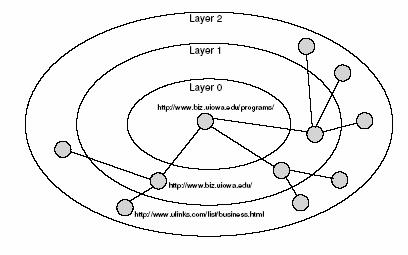 Layer 2
Layer 1
Layer 0
http://www.biz.uiowa.edu/programs/
http://www.biz.uiowa.edu/
http://www.ulinks.com/list/business.html